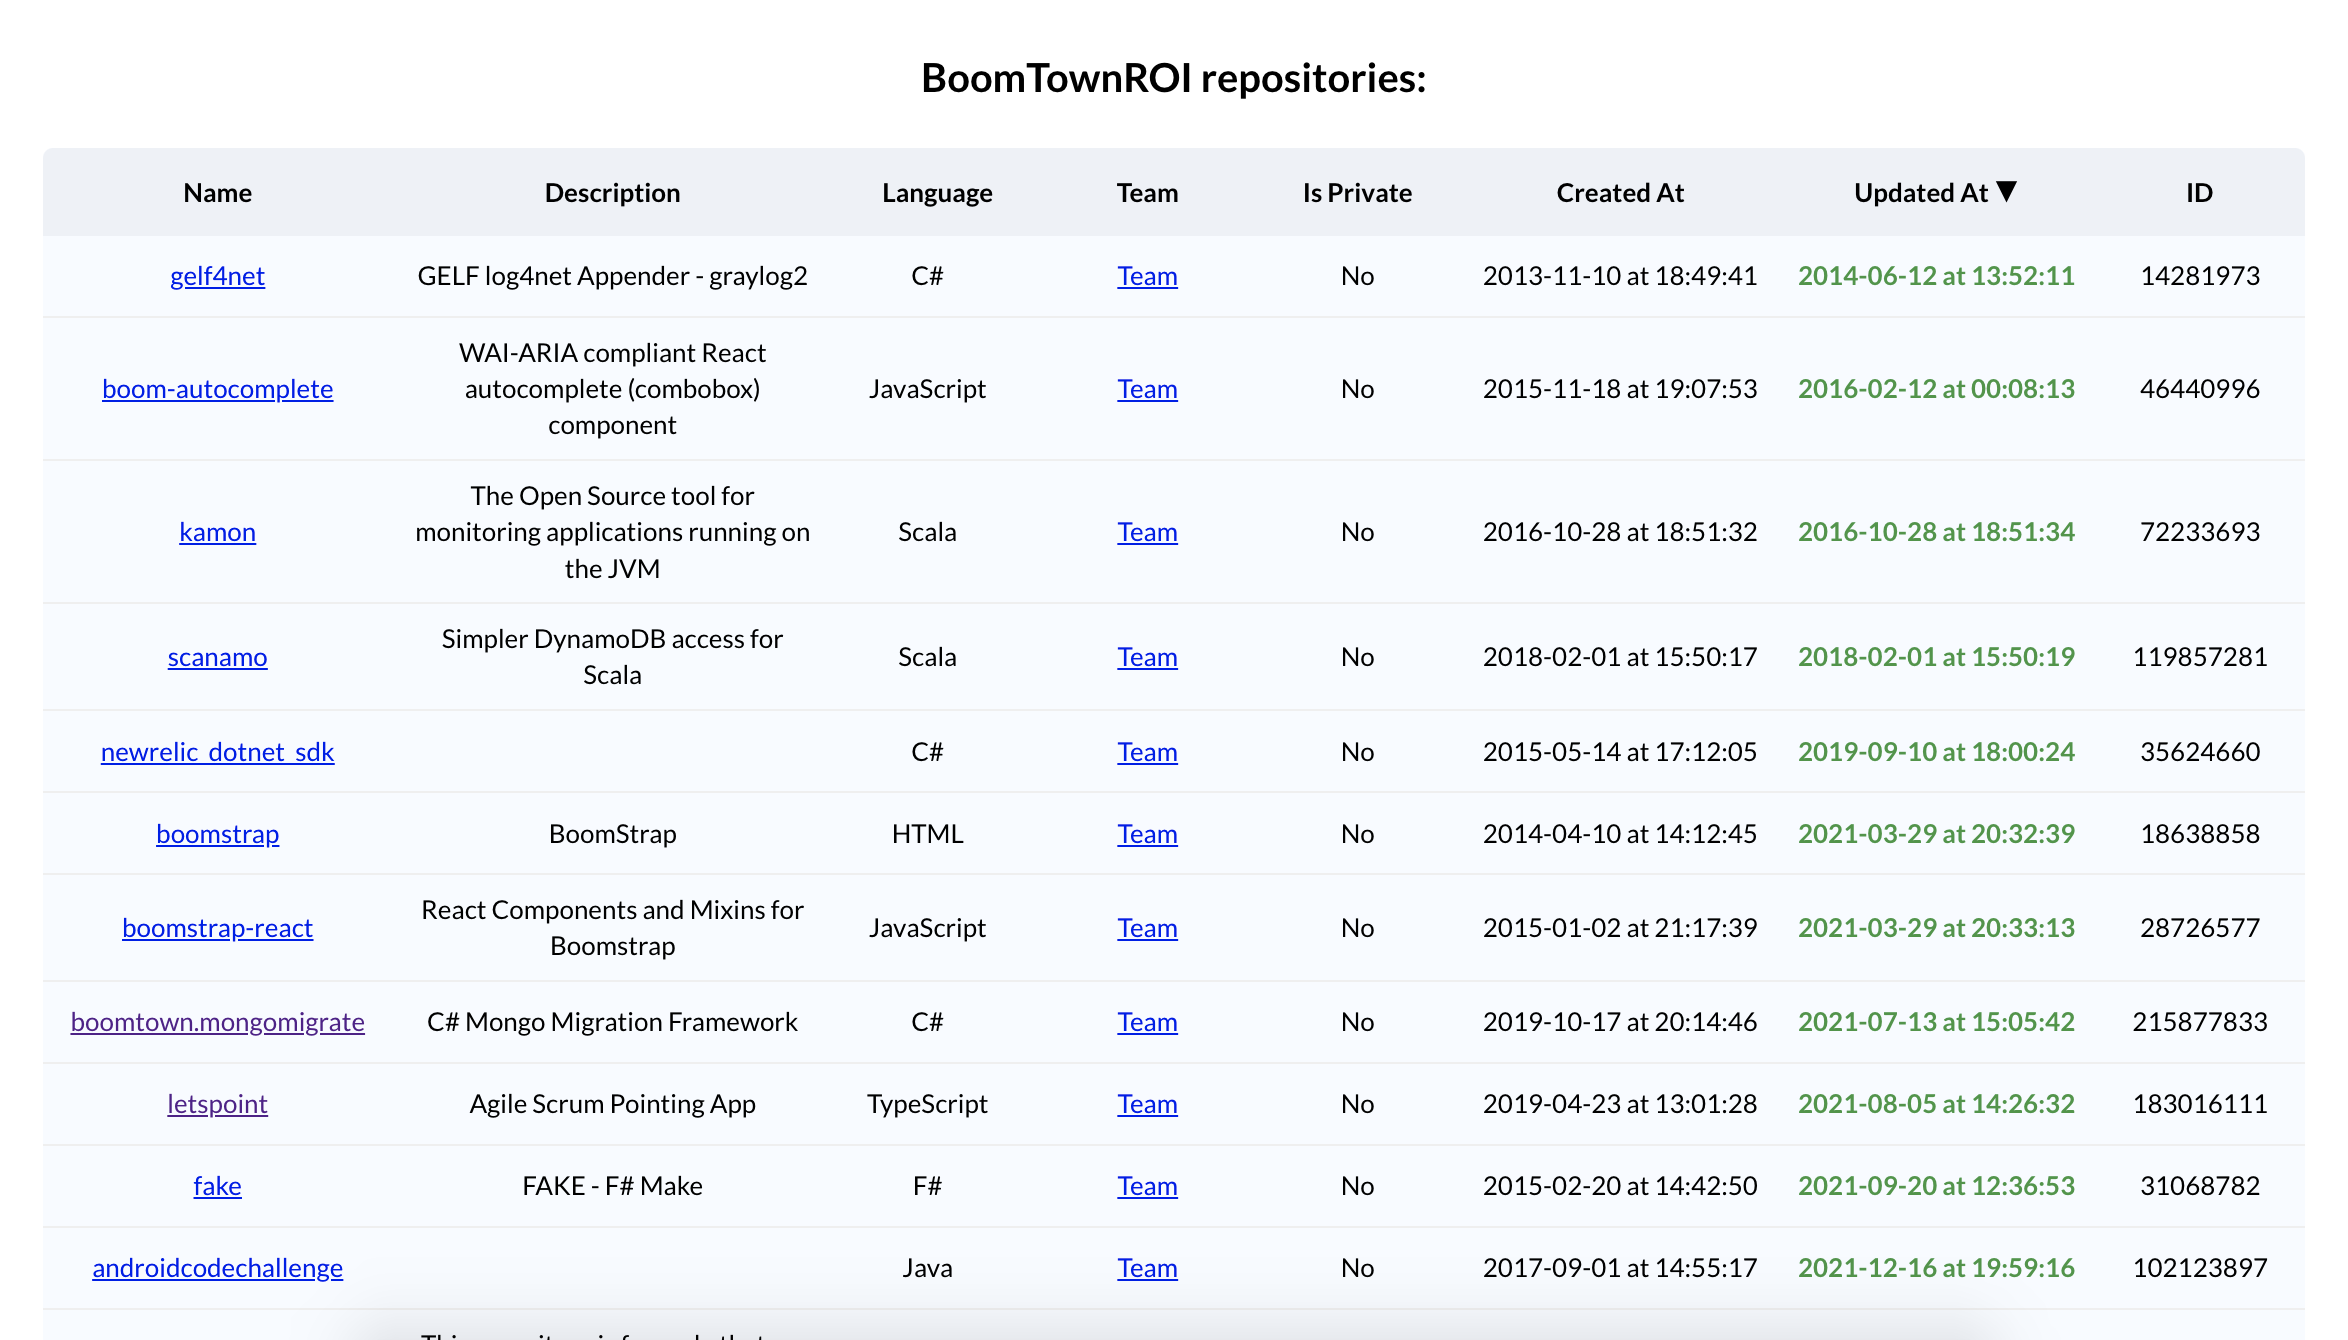 BoomTownROI repositories:
Name Description Language Team Is Private Created At Updated At ▼ ID
gelf4net GELF log4net Appender - graylog2 C# Team No 2013-11-10 at 18:49:41 2014-06-12 at 13:52:11 14281973
WAI-ARIA compliant React
boom-autocomplete autocomplete (combobox) JavaScript Team No 2015-11-18 at 19:07:53 2016-02-12 at 00:08:13 46440996
component
The Open Source tool for
kamon monitoring applications running on Scala Team No 2016-10-28 at 18:51:32 2016-10-28 at 18:51:34 72233693
the JVM
Simpler DynamoDB access for
scanamo Scala Team No 2018-02-01 at 15:50:17 2018-02-01 at 15:50:19 119857281
Scala
newrelic_dotnet_sdk C# Team No 2015-05-14 at 17:12:05 2019-09-10 at 18:00:24 35624660
boomstrap BoomStrap HTML Team No 2014-04-10 at 14:12:45 2021-03-29 at 20:32:39 18638858
React Components and Mixins for
boomstrap-react JavaScript Team No 2015-01-02 at 21:17:39 2021-03-29 at 20:33:13 28726577
Boomstrap
boomtown.mongomigrate C# Mongo Migration Framework C# Team No 2019-10-17 at 20:14:46 2021-07-13 at 15:05:42 215877833
letspoint Agile Scrum Pointing App TypeScript Team No 2019-04-23 at 13:01:28 2021-08-05 at 14:26:32 183016111
fake FAKE - F# Make F# Team No 2015-02-20 at 14:42:50 2021-09-20 at 12:36:53 31068782
androidcodechallenge Java Team No 2017-09-01 at 14:55:17 2021-12-16 at 19:59:16 102123897